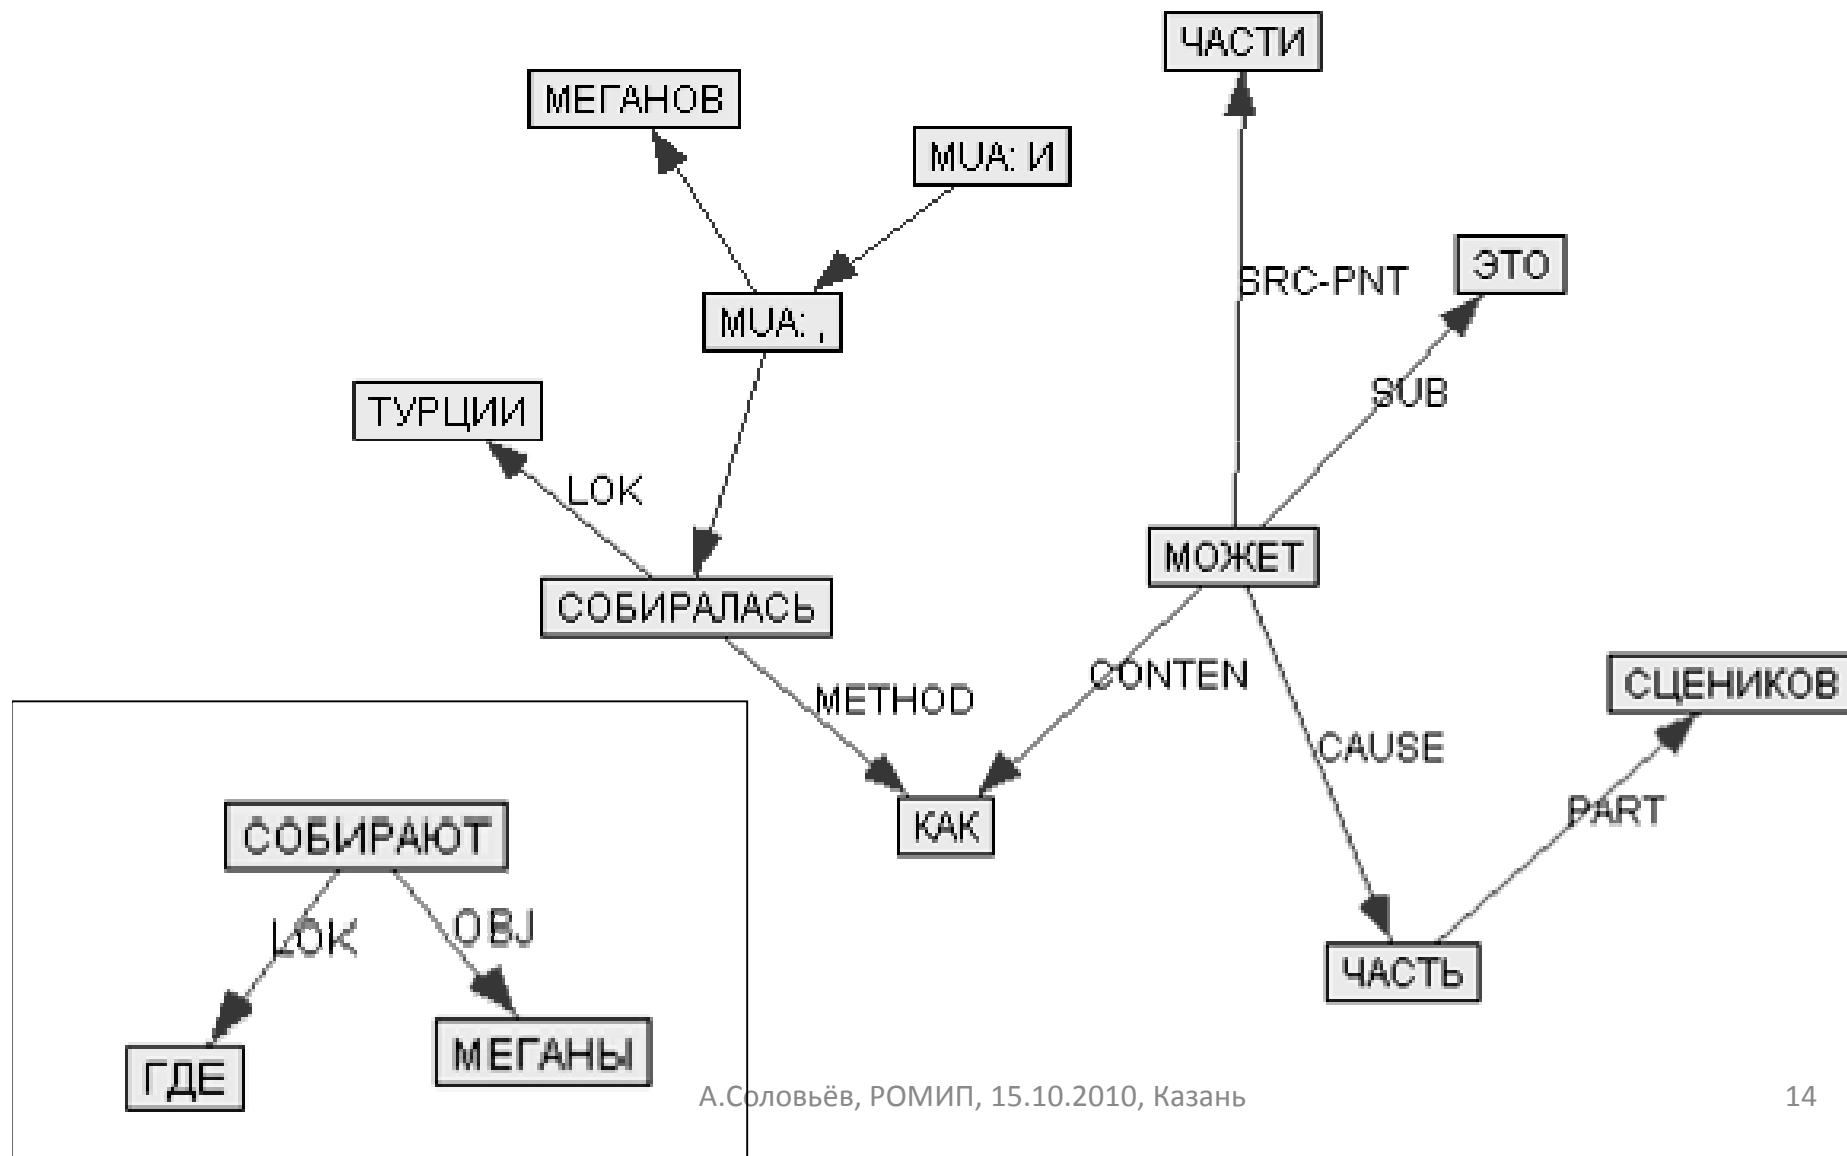 ЧАСТИ
МЕГАНОВ
MUA: И
ЭТО
SRC-PNT
MUA: ,
SUB
ТУРЦИИ
LOK
МОЖЕТ
СОБИРАЛАСЬ
CONTEN
СЦЕНИКОВ
METHOD
CAUSE
PART
КАК
СОБИРАЮТ
LOK
OBJ
ЧАСТЬ
МЕГАНЫ
ГДЕ
А.Соловьёв, РОМИП, 15.10.2010, Казань
14